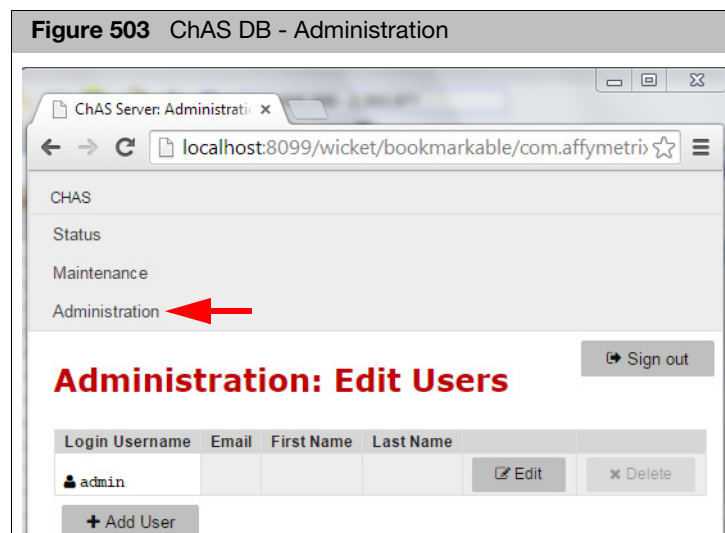 Figure 503 ChAS DB - Administration
ChAS Server: Administrati
localhost:8099/wicket/bookmarkable/com.affymetrix
CHAS
Status
Maintenance
Administration
Sign out
Administration: Edit Users
Login Username Email First Name Last Name
admin Edit Delete
Add User